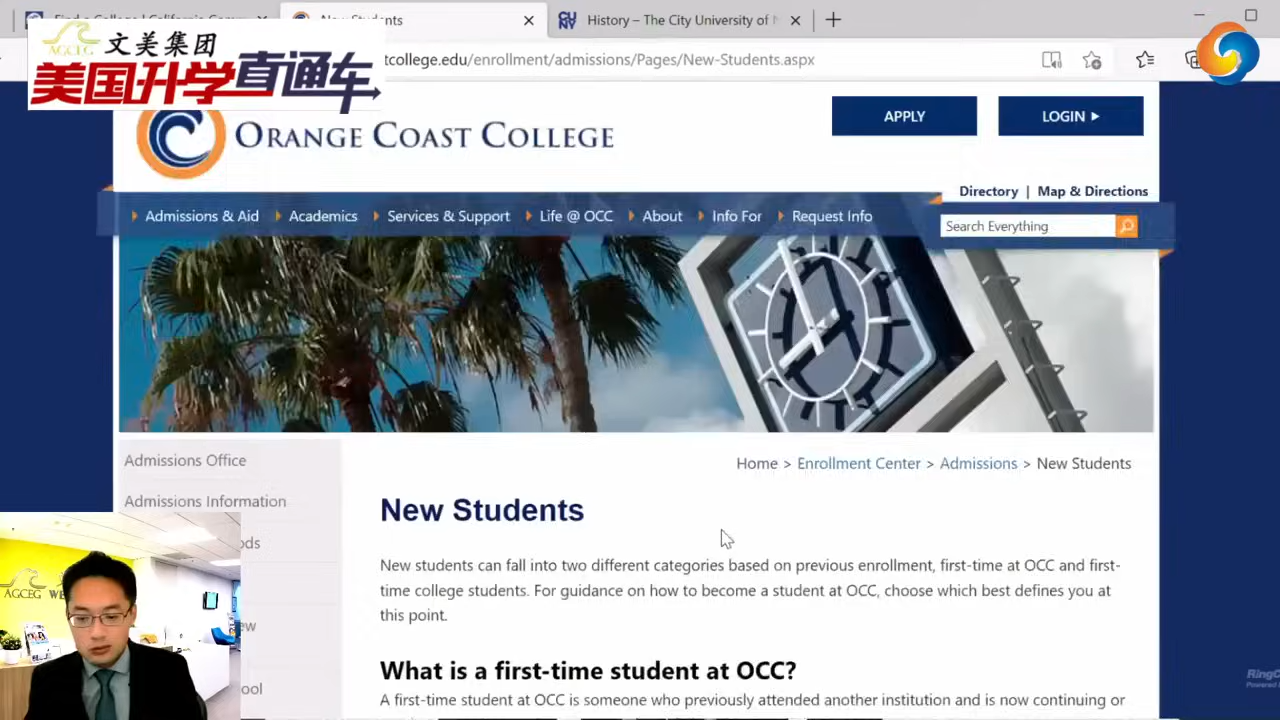 New Students
History – The City University of N
tcollege.edu/enrollment/admissions/Pages/New-Students.aspx
AGCEG 文美集团
美国升学直通车
ORANGE COAST COLLEGE
APPLY
LOGIN ▸
Directory | Map & Directions
Admissions & Aid
Academics
Services & Support
Life @ OCC
About
Info For
Request Info
Search Everything
Admissions Office
Admissions Information
ods
ew
ool
Home > Enrollment Center > Admissions > New Students
New Students
New students can fall into two different categories based on previous enrollment, first-time at OCC and first-
time college students. For guidance on how to become a student at OCC, choose which best defines you at
this point.
What is a first-time student at OCC?
A first-time student at OCC is someone who previously attended another institution and is now continuing or
AGCEG WE
RingC